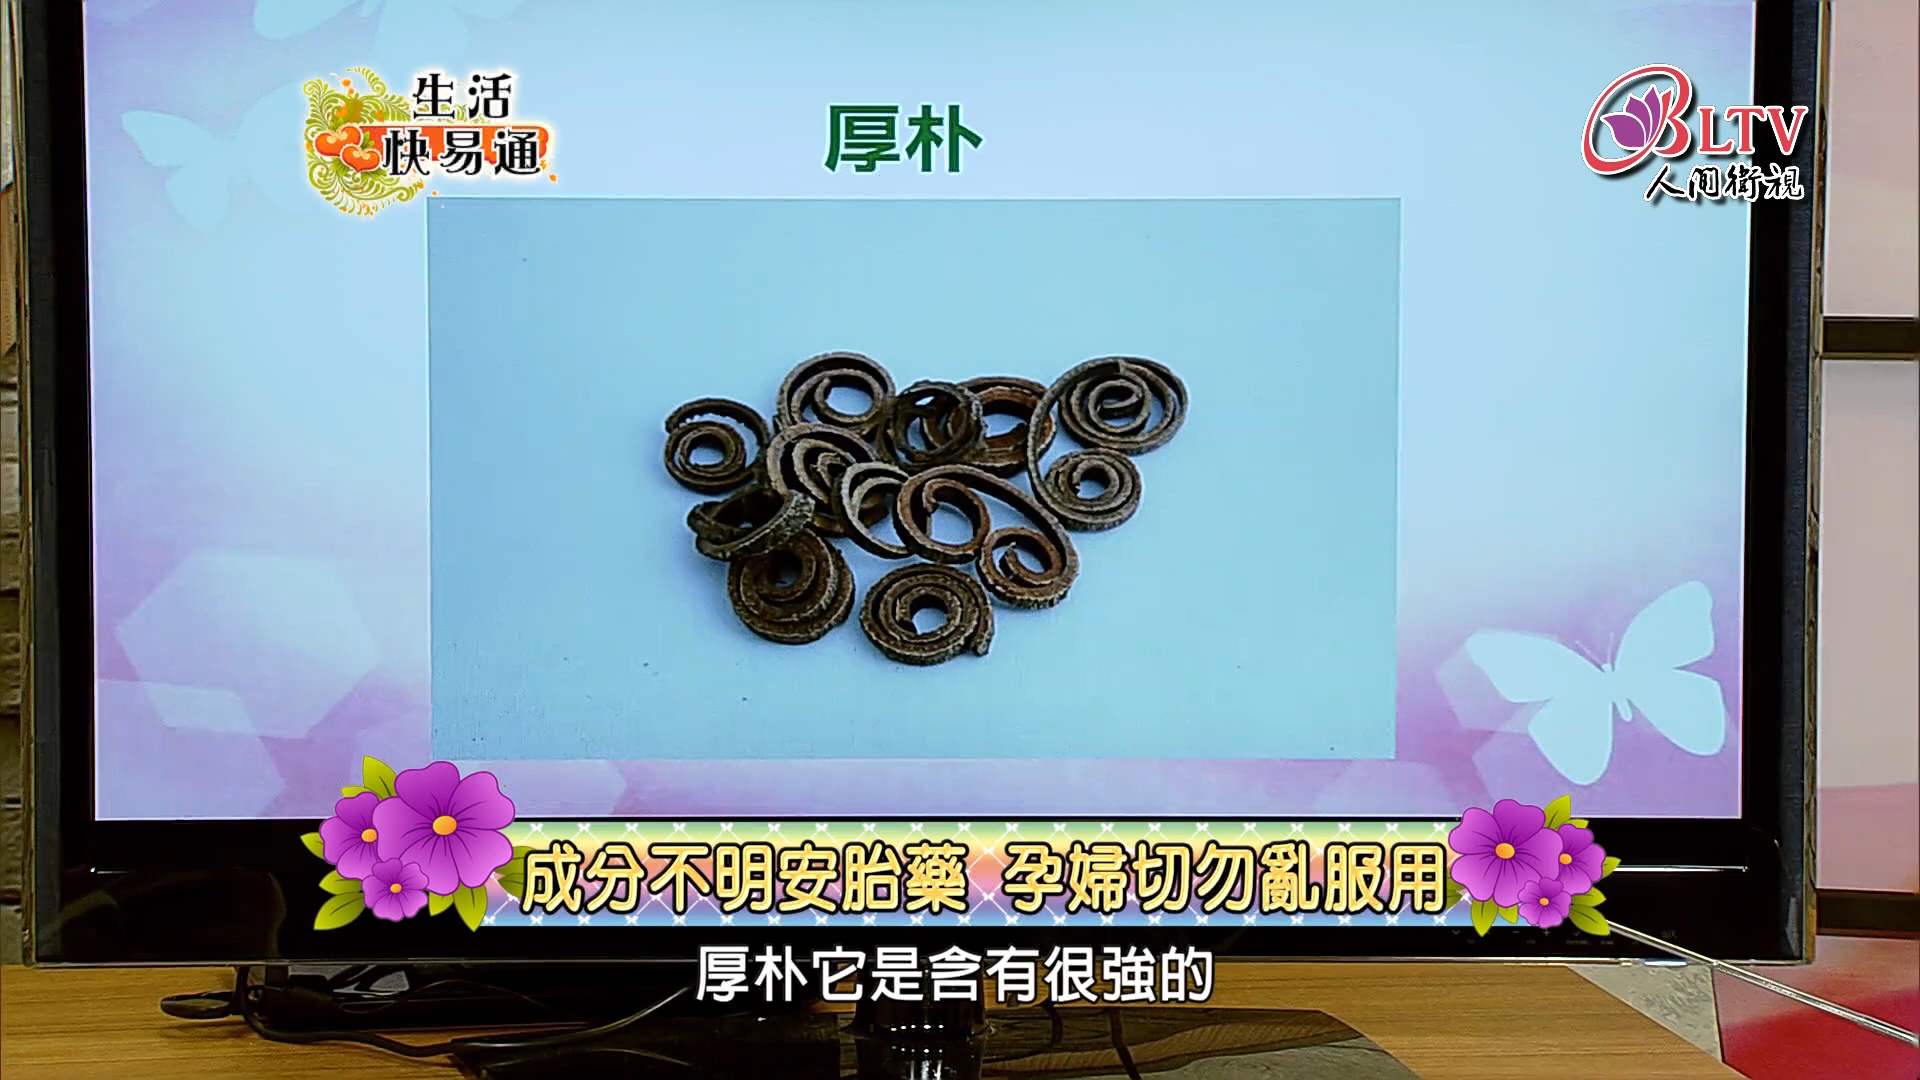 生活
快易通
厚朴
BLTV
人間衛視
成分不明安胎藥 孕婦切勿亂服用
厚朴它是含有很強的